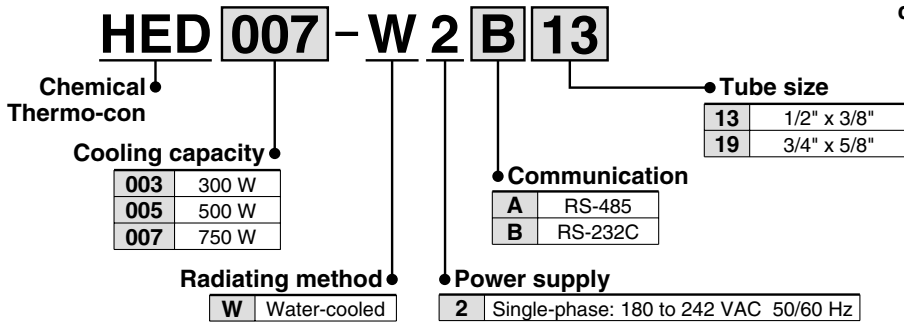 HED 007 - W 2 B 13
Chemical
Thermo-con
Tube size
13 1/2" x 3/8"
19 3/4" x 5/8"
Cooling capacity
003 300 W
005 500 W
007 750 W
Communication
A RS-485
B RS-232C
Radiating method
W Water-cooled
Power supply
2 Single-phase: 180 to 242 VAC 50/60 Hz